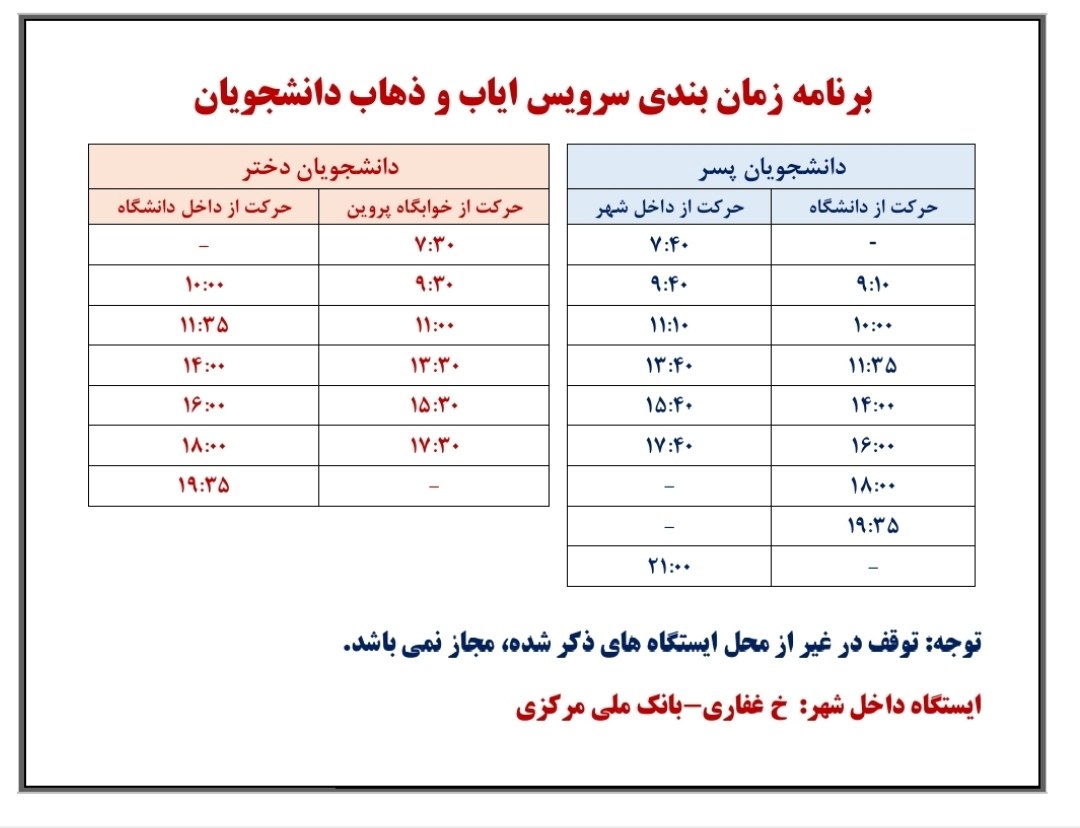 برنامه زمان بندی سرویس ایاب و ذهاب دانشجویان
دانشجویان پسر
حرکت از دانشگاه حرکت از داخل شهر
- ۷:۴۰
۹:۱۰ ۹:۴۰
۱۰:۰۰ ۱۱:۱۰
۱۱:۳۵ ۱۳:۴۰
۱۴:۰۰ ۱۵:۴۰
۱۶:۰۰ ۱۷:۴۰
۱۸:۰۰ –
۱۹:۳۵ –
– ۲۱:۰۰
دانشجویان دختر
حرکت از خوابگاه پروین حرکت از داخل دانشگاه
۷:۳۰ –
۹:۳۰ ۱۰:۰۰
۱۱:۰۰ ۱۱:۳۵
۱۳:۳۰ ۱۴:۰۰
۱۵:۳۰ ۱۶:۰۰
۱۷:۳۰ ۱۸:۰۰
– ۱۹:۳۵
توجه: توقف در غیر از محل ایستگاه های ذکر شده، مجاز نمی باشد.
ایستگاه داخل شهر: خ غفاری–بانک ملی مرکزی